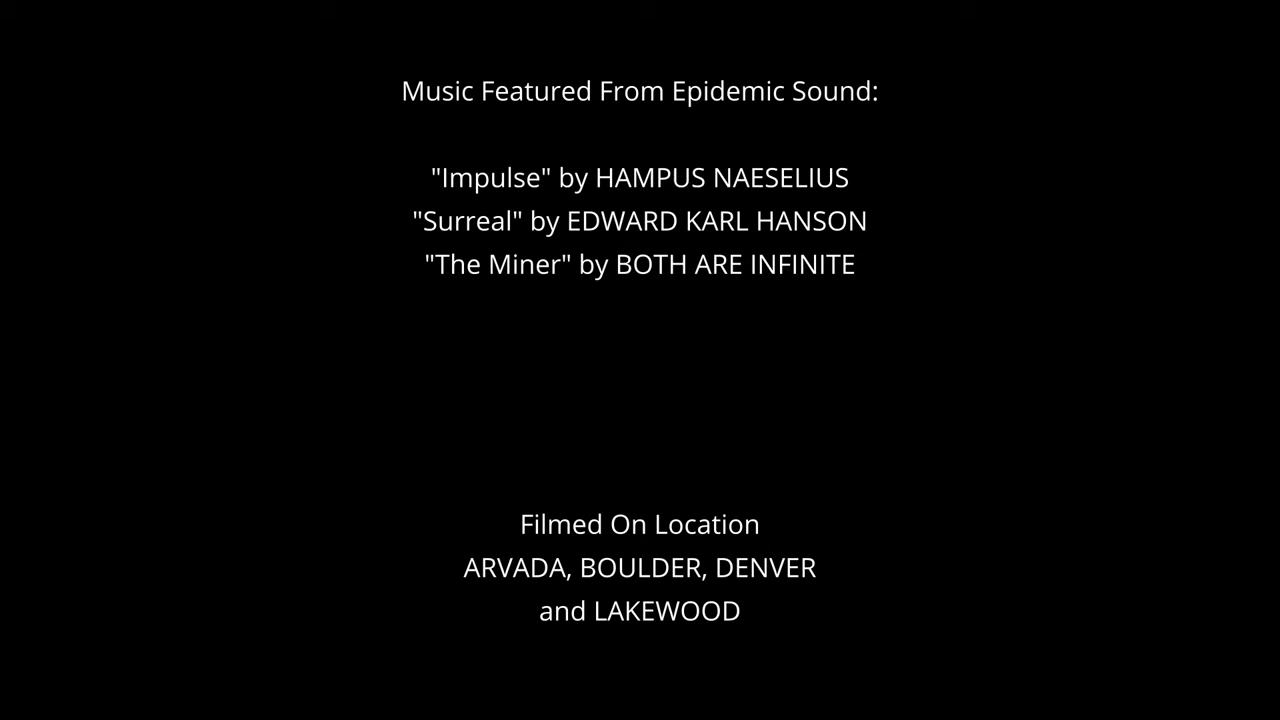 Music Featured From Epidemic Sound:
"Impulse" by HAMPUS NAESELIUS
"Surreal" by EDWARD KARL HANSON
"The Miner" by BOTH ARE INFINITE
Filmed On Location
ARVADA, BOULDER, DENVER
and LAKEWOOD